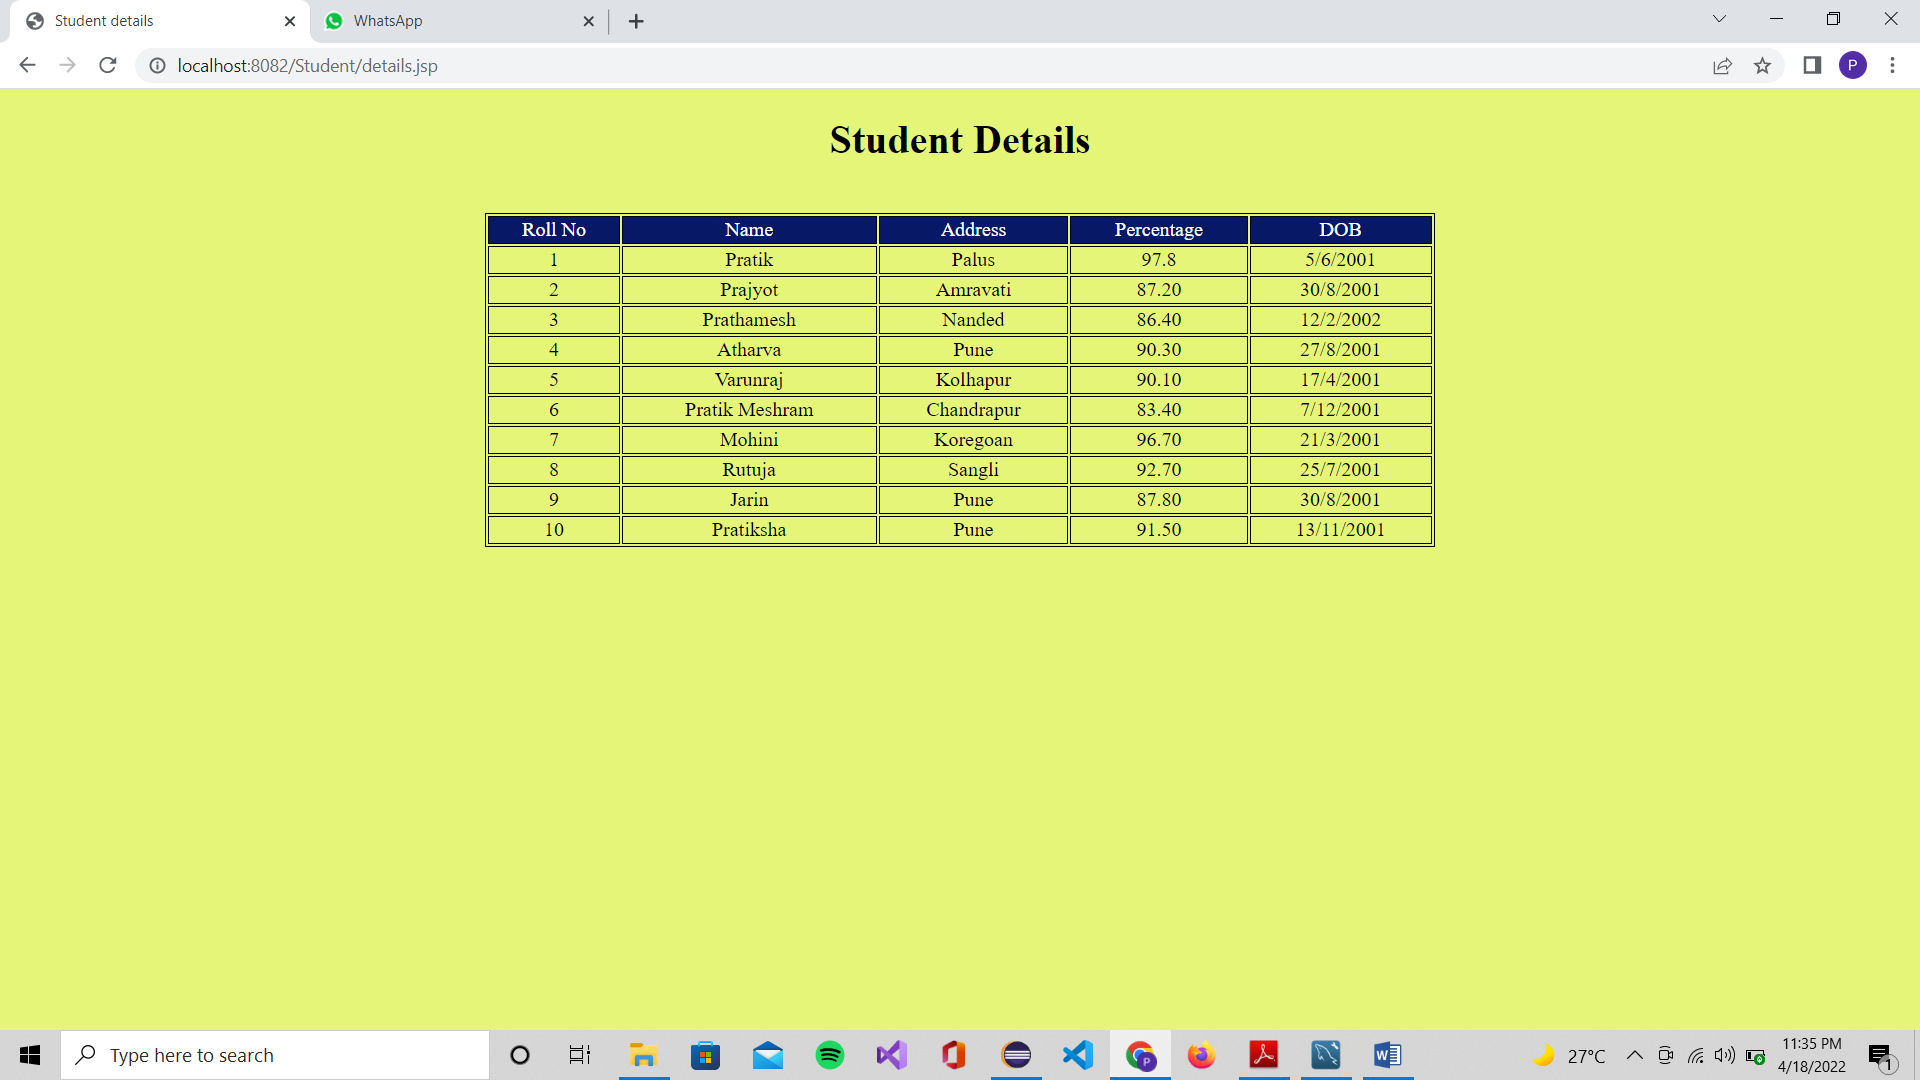 Student details
WhatsApp
localhost:8082/Student/details.jsp
P
Student Details
Roll No Name Address Percentage DOB
1 Pratik Palus 97.8 5/6/2001
2 Prajyot Amravati 87.20 30/8/2001
3 Prathamesh Nanded 86.40 12/2/2002
4 Atharva Pune 90.30 27/8/2001
5 Varunraj Kolhapur 90.10 17/4/2001
6 Pratik Meshram Chandrapur 83.40 7/12/2001
7 Mohini Koregoan 96.70 21/3/2001
8 Rutuja Sangli 92.70 25/7/2001
9 Jarin Pune 87.80 30/8/2001
10 Pratiksha Pune 91.50 13/11/2001
Type here to search
P
W
27°C
11:35 PM
4/18/2022
1